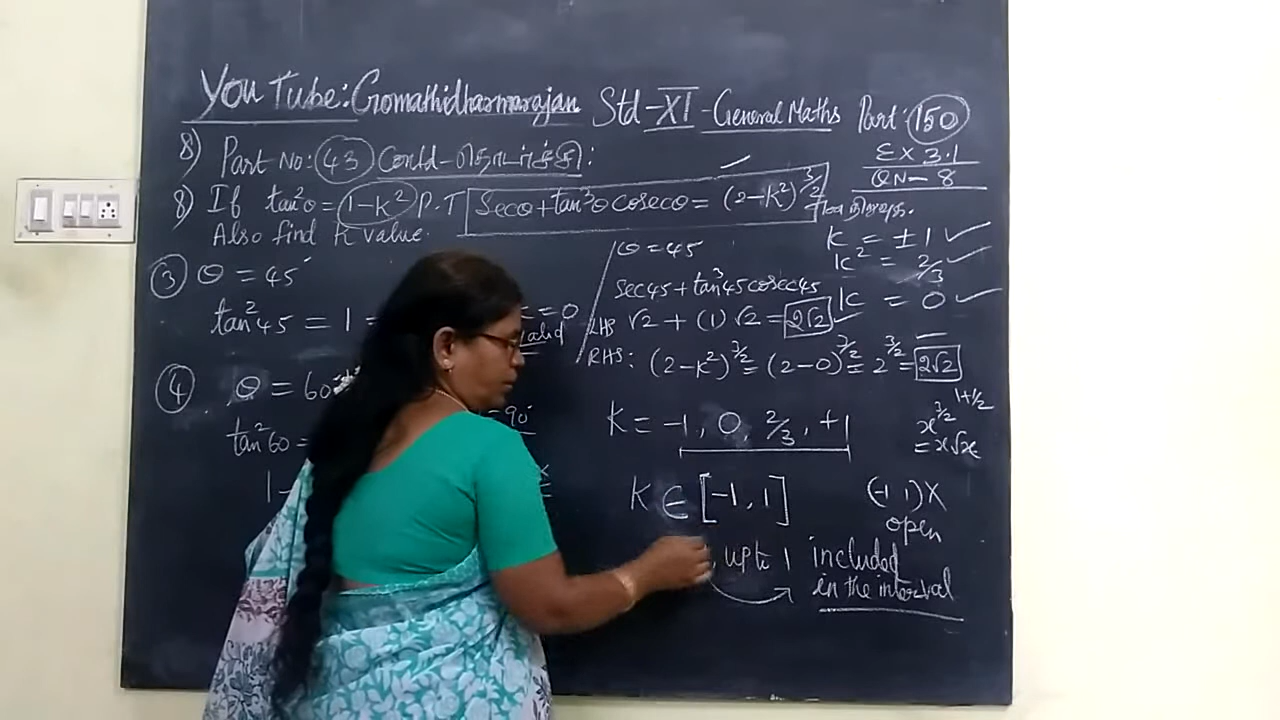 YouTube: Gomathidharmarajan Std-XI-General Maths Part: 150
EX 3.1
QN-8
8) Part No: 43 Contd-தொடர்ச்சி:
8) If tan²θ = 1-k² P.T Secθ + tan³θ cosecθ = (2-k²)^3/2
Also find k value.
③ θ = 45°
tan²45 = 1 =
= 0
④ θ = 60
tan²60 =
1 -
θ = 45
Sec45 + tan³45 cosec45
LHS √2 + (1) √2 = 2√2
RHS: (2-k²)^3/2 = (2-0)^3/2 = 2^3/2 = 2√2
k = ±1 ✓
k² = 2/3 ✓
k = 0 ✓
K = -1, 0, 2/3, +1
x^3/2 1+1/2
= x√x
K ∈ [-1, 1]
(-1 1) X
open
, upto 1 included
in the interval